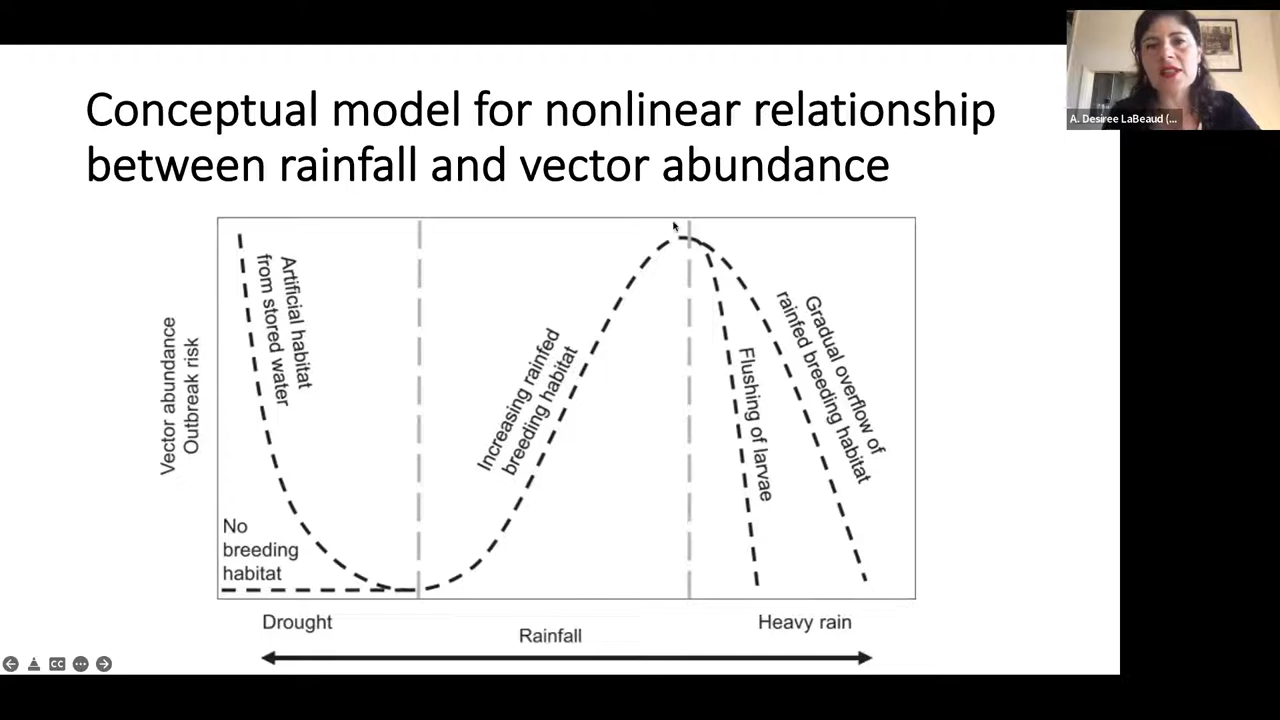 A. Desiree LaBeaud (...
Conceptual model for nonlinear relationship
between rainfall and vector abundance
Vector abundance
Outbreak risk
Artificial habitat
from stored water
No
breeding
habitat
Increasing rainfed
breeding habitat
Flushing of larvae
Gradual overflow of
rainfed breeding habitat
Drought
Rainfall
Heavy rain
CC